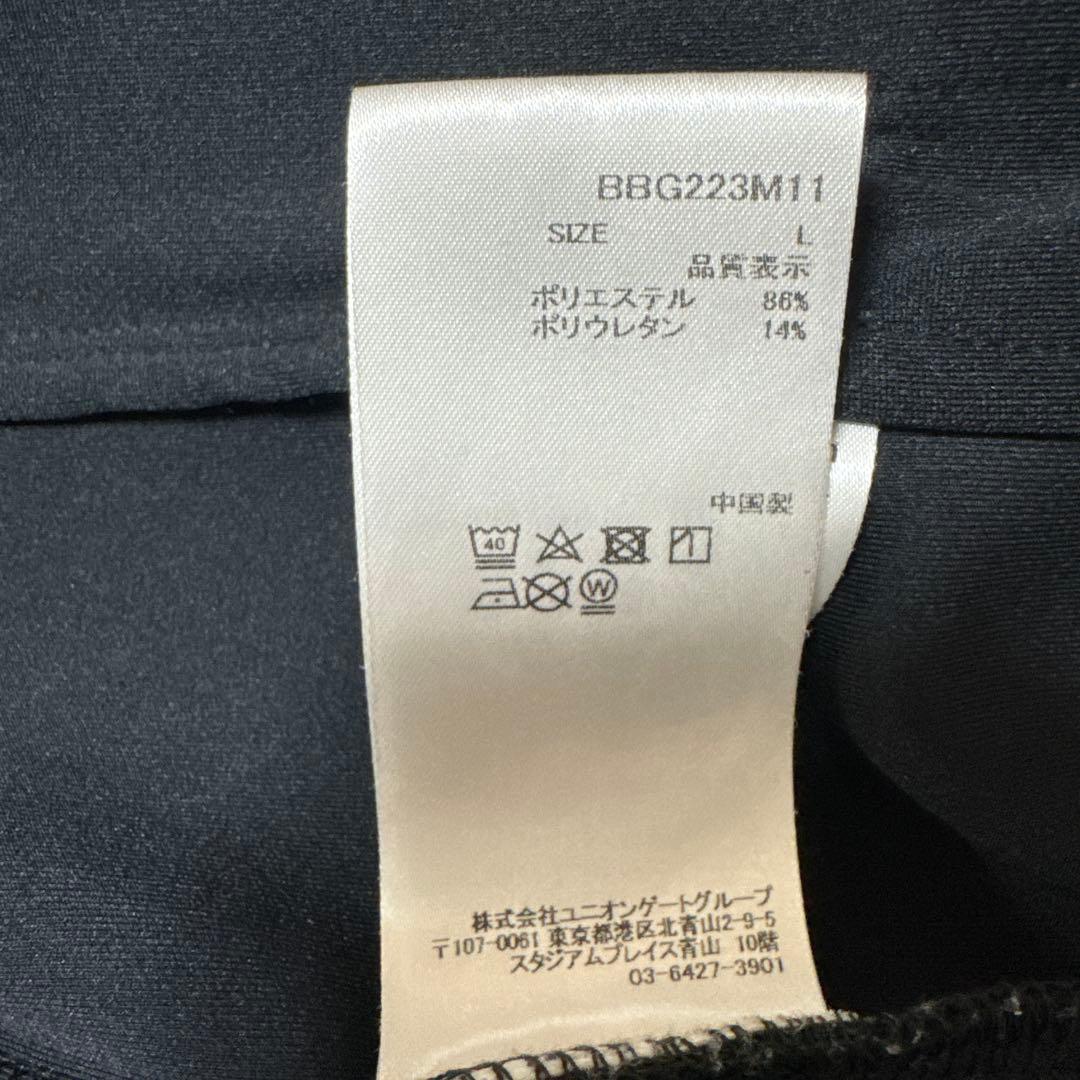 BBG223M11
SIZE L
品質表示
ポリエステル 86%
ポリウレタン 14%
中国製
40
W
株式会社ユニオンゲートグループ
〒107-0061 東京都港区北青山2-9-5
スタジアムプレイス青山 10階
03-6427-3901